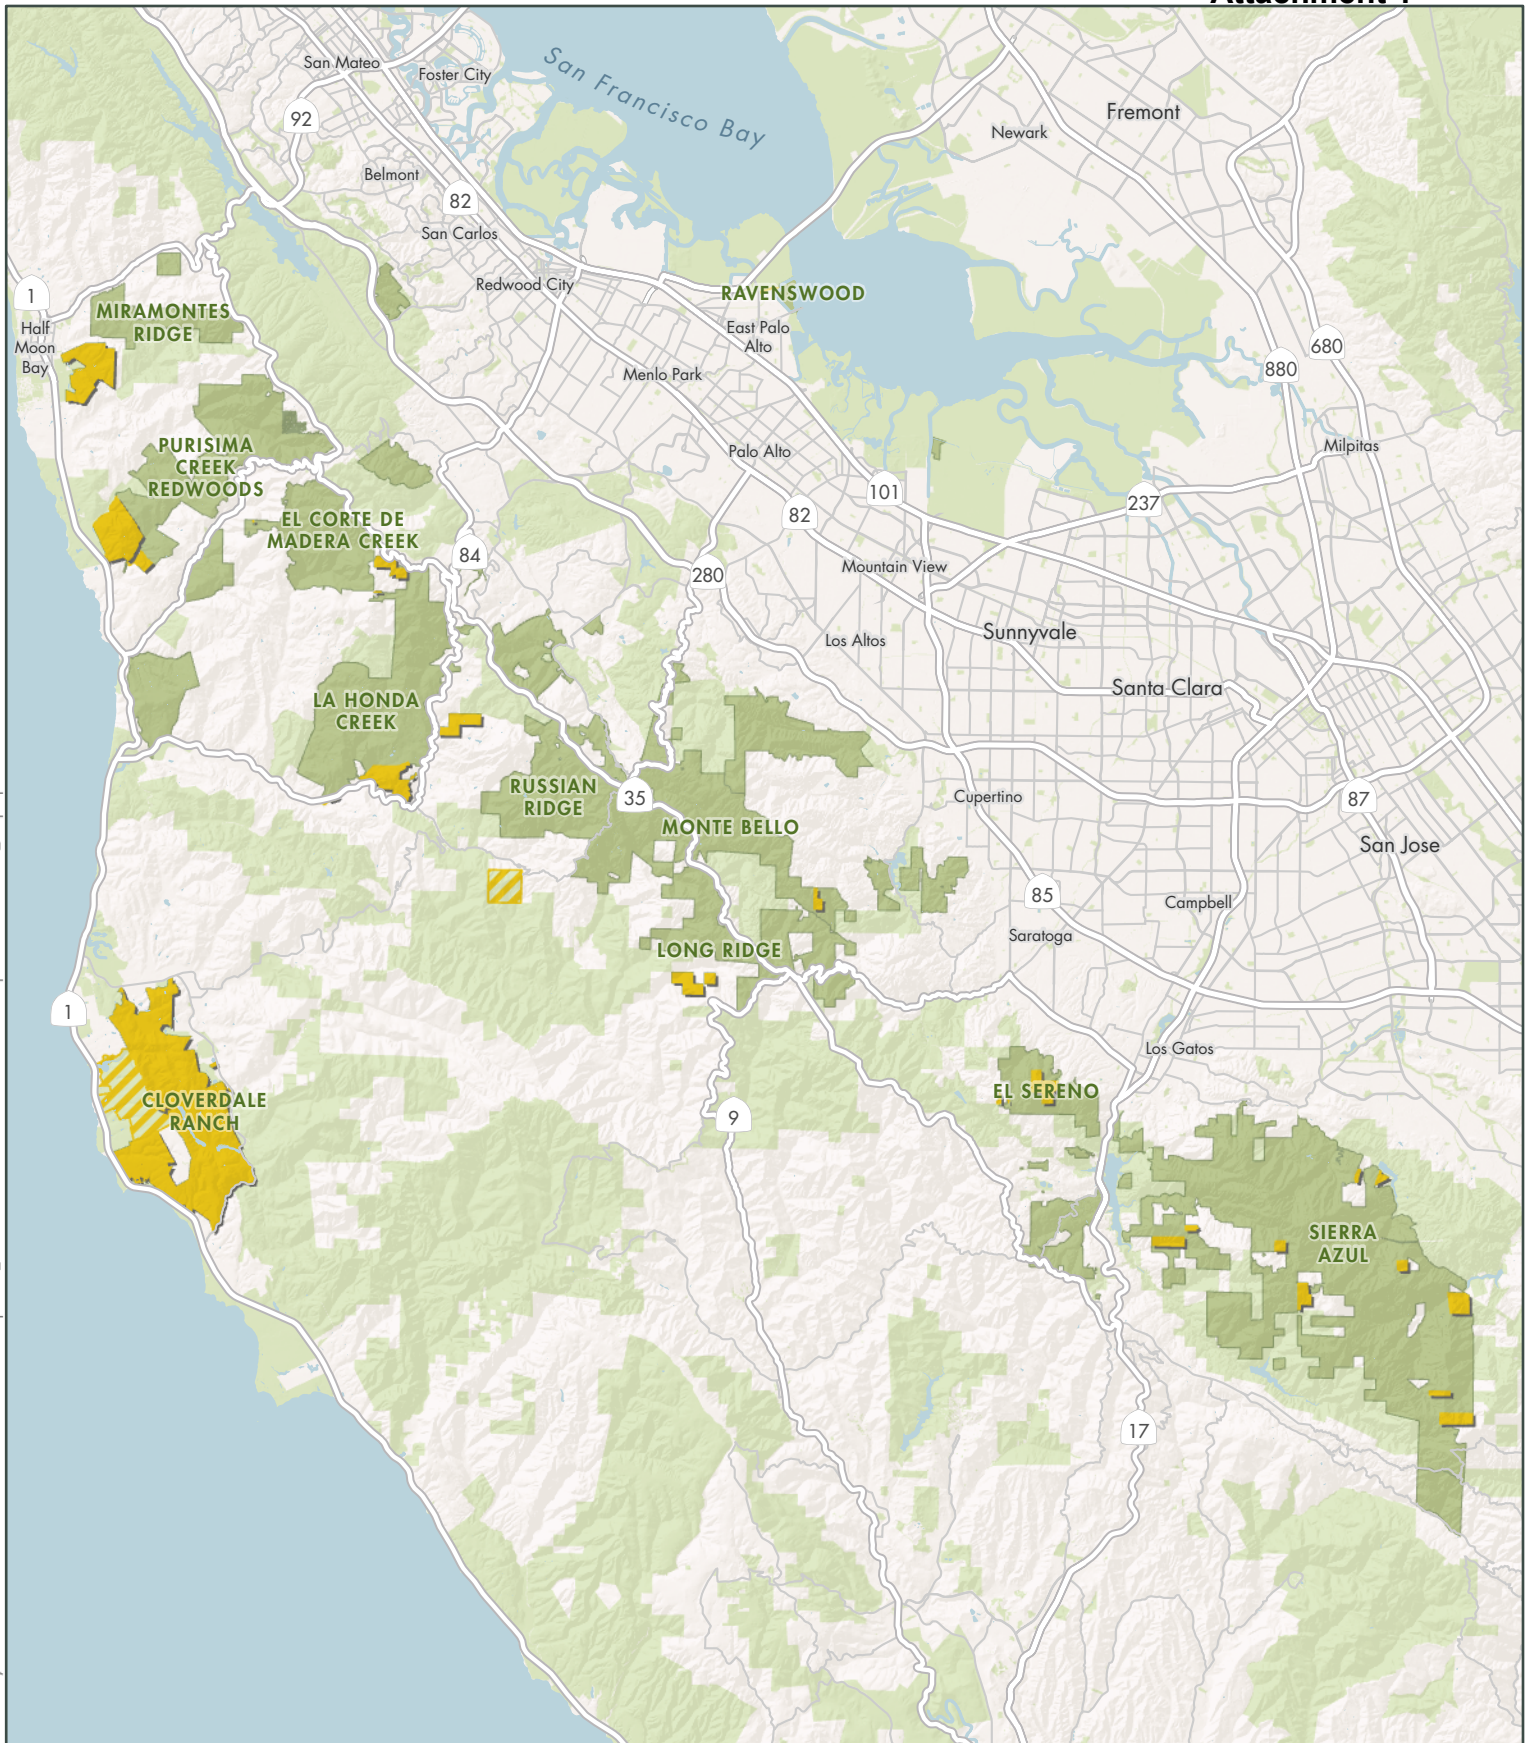 San Mateo
Foster City
San Francisco Bay
92
Fremont
Newark
Belmont
82
San Carlos
Redwood City
RAVENSWOOD
1
MIRAMONTES
RIDGE
Half
Moon
Bay
East Palo
Alto
680
880
Menlo Park
PURISIMA
CREEK
REDWOODS
Palo Alto
Milpitas
101
237
82
EL CORTE DE
MADERA CREEK
84
280
Mountain View
Los Altos
Sunnyvale
Santa Clara
LA HONDA
CREEK
RUSSIAN
RIDGE
35
Cupertino
87
MONTE BELLO
San Jose
85
Campbell
Saratoga
LONG RIDGE
1
Los Gatos
EL SERENO
CLOVERDALE
RANCH
9
SIERRA
AZUL
17